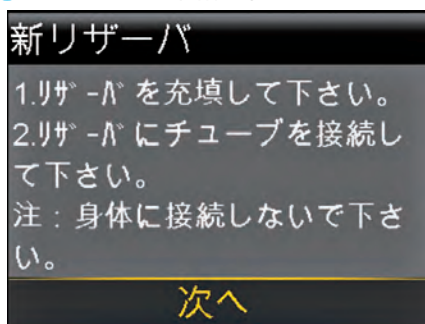 新リザーバ
1.ﾘｻﾞｰﾊﾞを充填して下さい。
2.ﾘｻﾞｰﾊﾞにチューブを接続し
て下さい。
注：身体に接続しないで下さ
い。
次へ